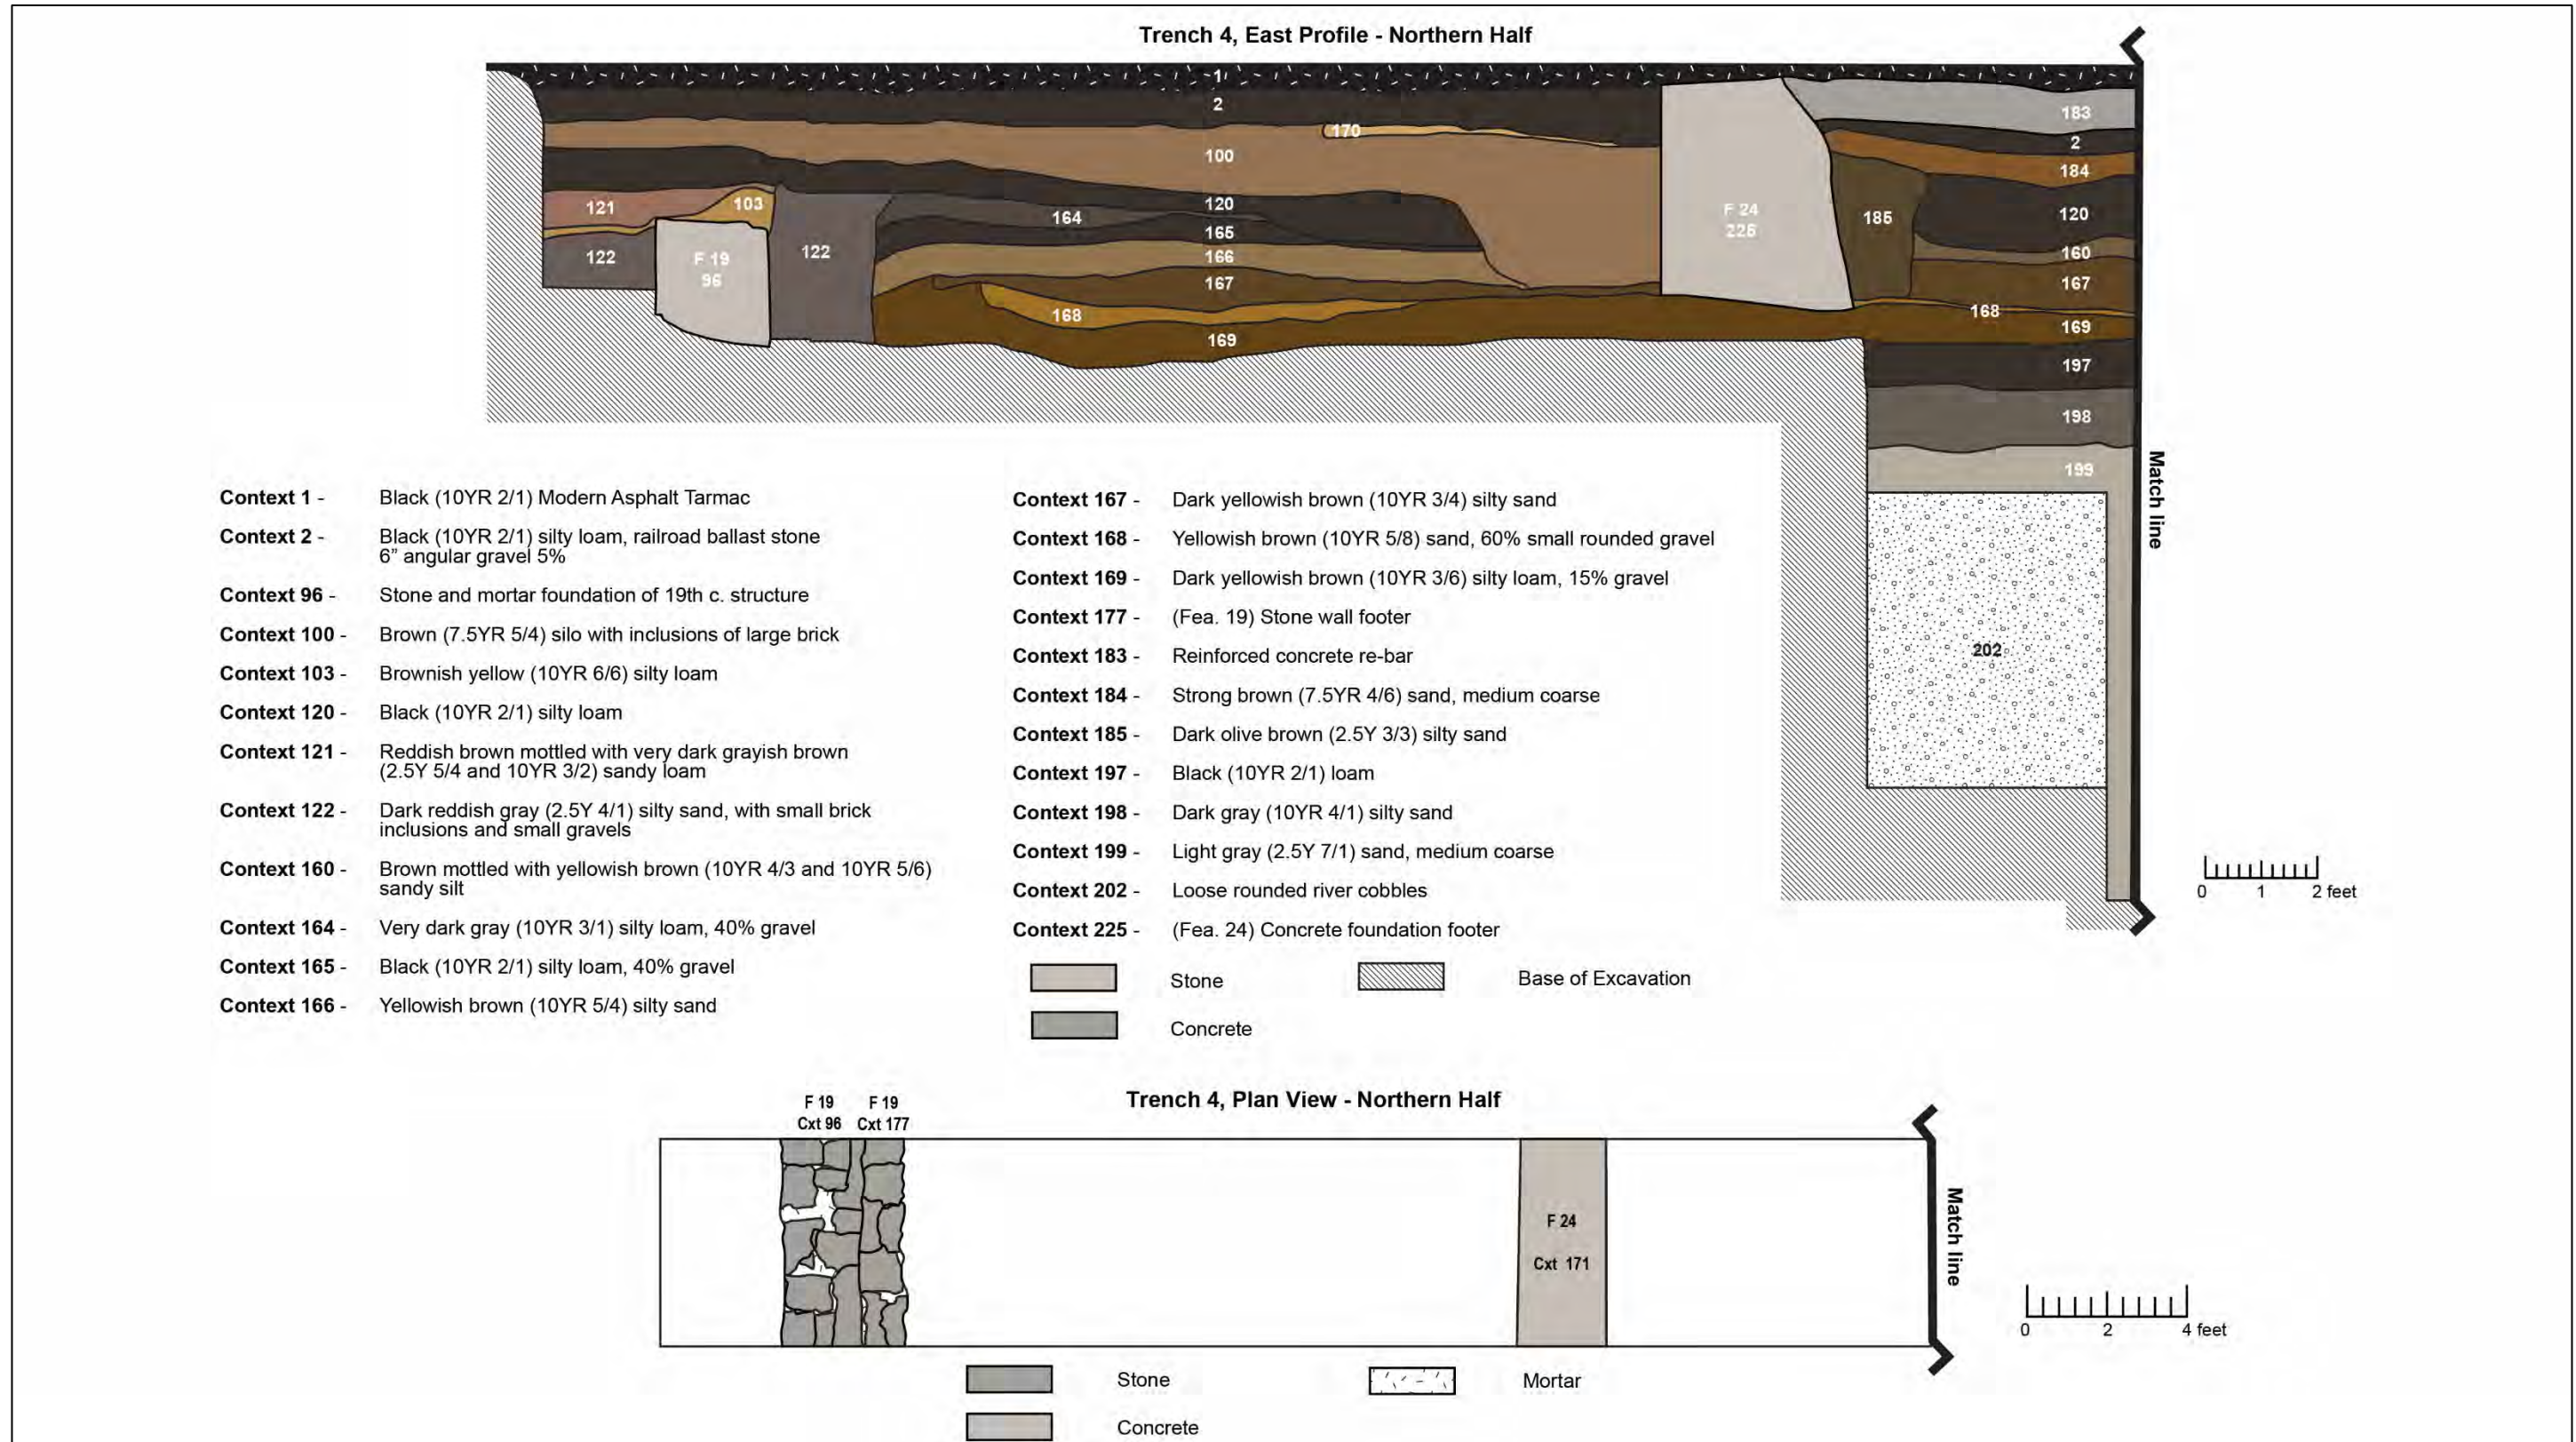 Trench 4, East Profile - Northern Half
1
2
170
100
183
2
184
121
103
120
164
165
122
122
F 19
96
166
167
168
169
F 24
225
185
120
160
167
168
169
197
198
199
202
Match line
Context 1 - Black (10YR 2/1) Modern Asphalt Tarmac
Context 2 - Black (10YR 2/1) silty loam, railroad ballast stone
6” angular gravel 5%
Context 96 - Stone and mortar foundation of 19th c. structure
Context 100 - Brown (7.5YR 5/4) silo with inclusions of large brick
Context 103 - Brownish yellow (10YR 6/6) silty loam
Context 120 - Black (10YR 2/1) silty loam
Context 121 - Reddish brown mottled with very dark grayish brown
(2.5Y 5/4 and 10YR 3/2) sandy loam
Context 122 - Dark reddish gray (2.5Y 4/1) silty sand, with small brick
inclusions and small gravels
Context 160 - Brown mottled with yellowish brown (10YR 4/3 and 10YR 5/6)
sandy silt
Context 164 - Very dark gray (10YR 3/1) silty loam, 40% gravel
Context 165 - Black (10YR 2/1) silty loam, 40% gravel
Context 166 - Yellowish brown (10YR 5/4) silty sand
Context 167 - Dark yellowish brown (10YR 3/4) silty sand
Context 168 - Yellowish brown (10YR 5/8) sand, 60% small rounded gravel
Context 169 - Dark yellowish brown (10YR 3/6) silty loam, 15% gravel
Context 177 - (Fea. 19) Stone wall footer
Context 183 - Reinforced concrete re-bar
Context 184 - Strong brown (7.5YR 4/6) sand, medium coarse
Context 185 - Dark olive brown (2.5Y 3/3) silty sand
Context 197 - Black (10YR 2/1) loam
Context 198 - Dark gray (10YR 4/1) silty sand
Context 199 - Light gray (2.5Y 7/1) sand, medium coarse
Context 202 - Loose rounded river cobbles
Context 225 - (Fea. 24) Concrete foundation footer
Stone
Base of Excavation
Concrete
0 1 2 feet
Trench 4, Plan View - Northern Half
F 19
Cxt 96
F 19
Cxt 177
F 24
Cxt 171
Match line
0 2 4 feet
Stone
Mortar
Concrete